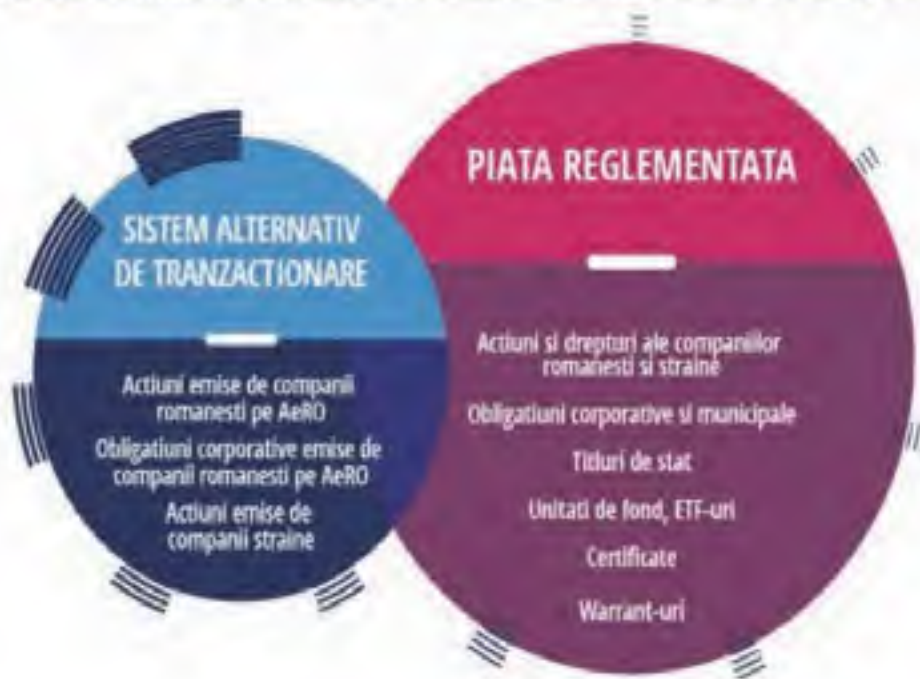 SISTEM ALTERNATIV
DE TRANZACTIONARE
Actiuni emise de companii
romanesti pe AeRO
Obligatiuni corporative emise de
companii romanesti pe AeRO
Actiuni emise de
companii straine
PIATA REGLEMENTATA
Actiuni si drepturi ale companiilor
romanesti si straine
Obligatiuni corporative si municipale
Titluri de stat
Unitati de fond, ETF-uri
Certificate
Warrant-uri